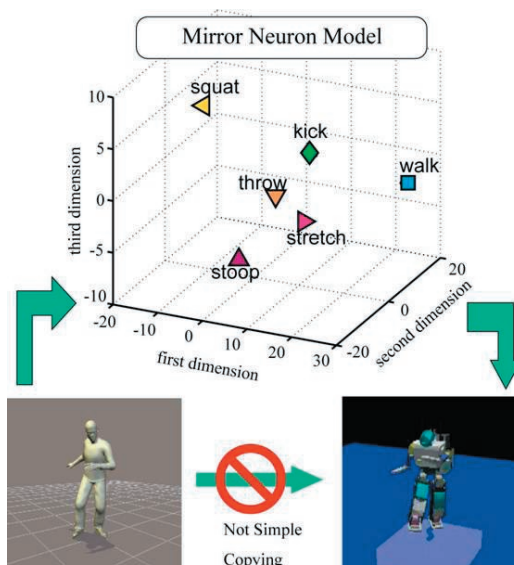 Mirror Neuron Model
squat
kick
walk
throw
stretch
stoop
third dimension
10
5
0
-5
-10
-20
-10
0
10
20
30
first dimension
-20
0
20
second dimension
Not Simple
Copying